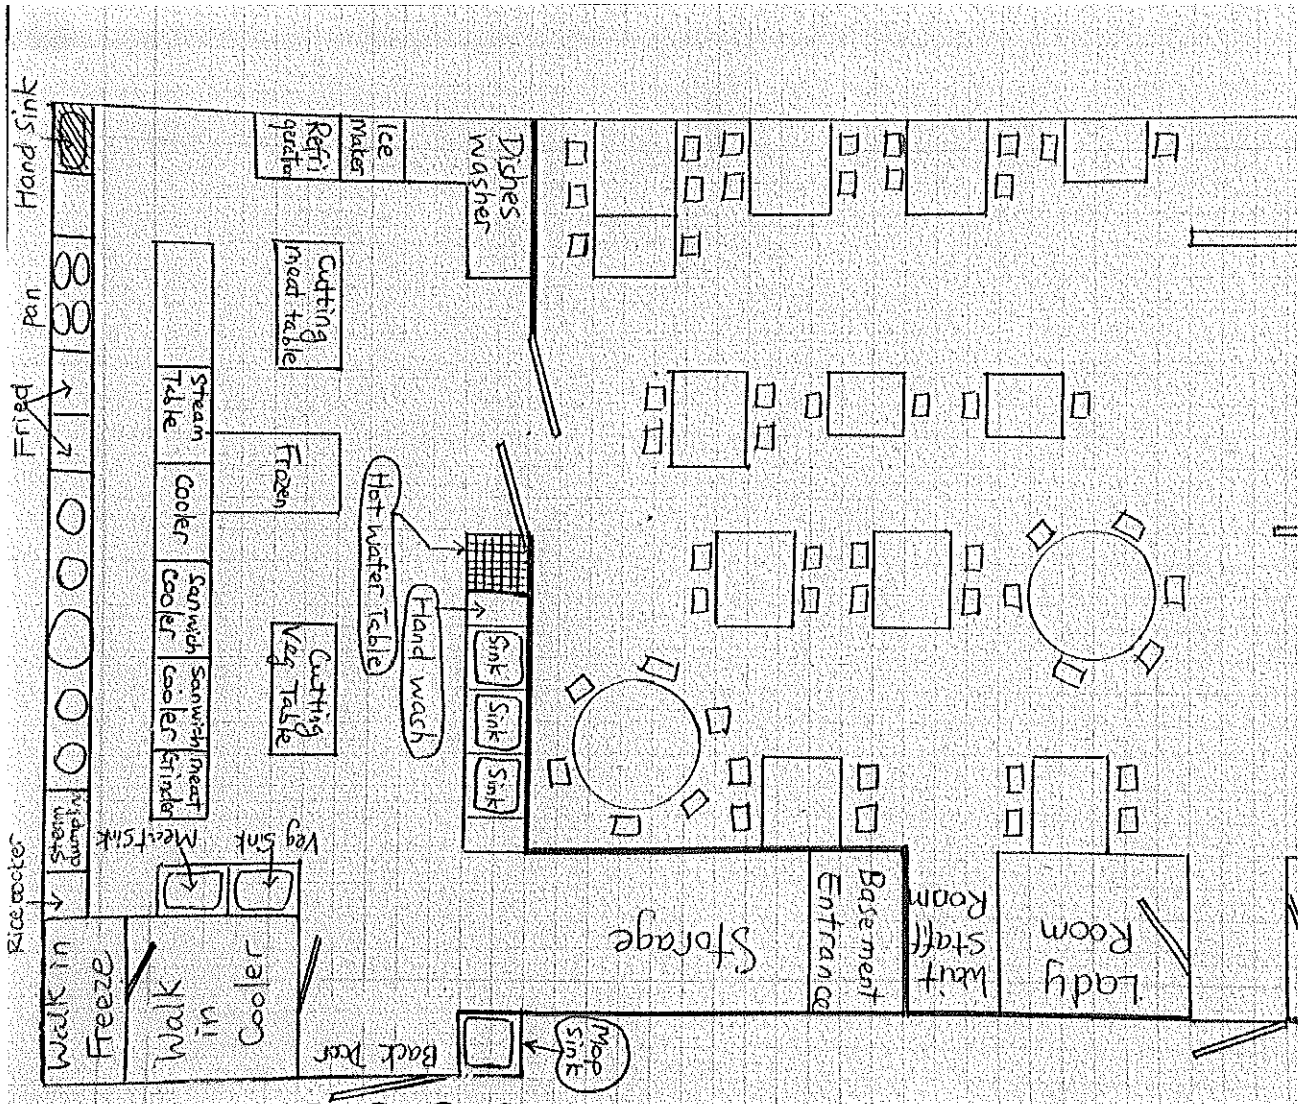 Hand Sink
Pan
Fried
Rice cooker
Refri
gerator
Ice
maker
Dishes
washer
Cutting
meat table
Steam
Table
Cooler
Sanwich
cooler
Sanwich
cooler
meat
Grinder
Frozen
Hot water Table
Hand wash
Cutting
Veg Table
Sink
Sink
Sink
Steam
dumplin
Meat Sink
Veg Sink
Walk in
Freeze
Walk
in
Cooler
Back Door
Mop
Sink
Storage
Basement
Entrance
Wait
Staff
Room
Lady
Room